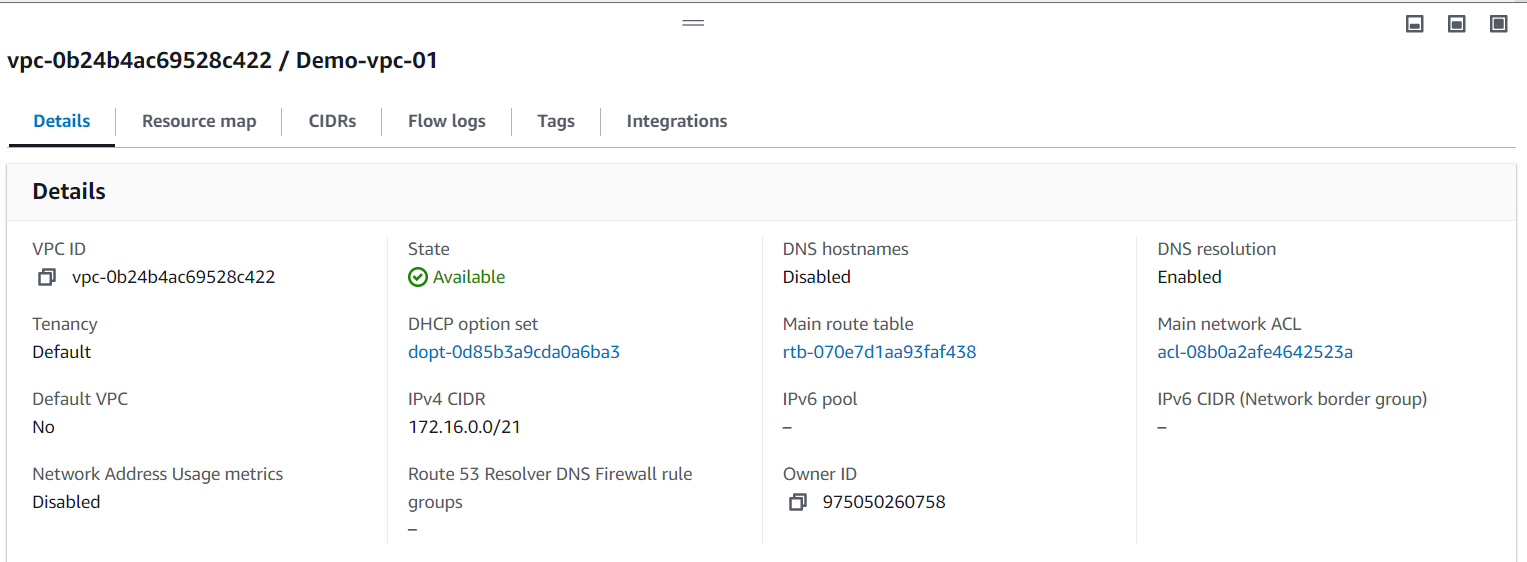 vpc-0b24b4ac69528c422 / Demo-vpc-01
Details
Resource map
CIDRs
Flow logs
Tags
Integrations
Details
VPC ID
vpc-0b24b4ac69528c422
State
Available
DNS hostnames
Disabled
DNS resolution
Enabled
Tenancy
Default
DHCP option set
dopt-0d85b3a9cda0a6ba3
Main route table
rtb-070e7d1aa93faf438
Main network ACL
acl-08b0a2afe4642523a
Default VPC
No
IPv4 CIDR
172.16.0.0/21
IPv6 pool
–
IPv6 CIDR (Network border group)
–
Network Address Usage metrics
Disabled
Route 53 Resolver DNS Firewall rule
groups
–
Owner ID
975050260758